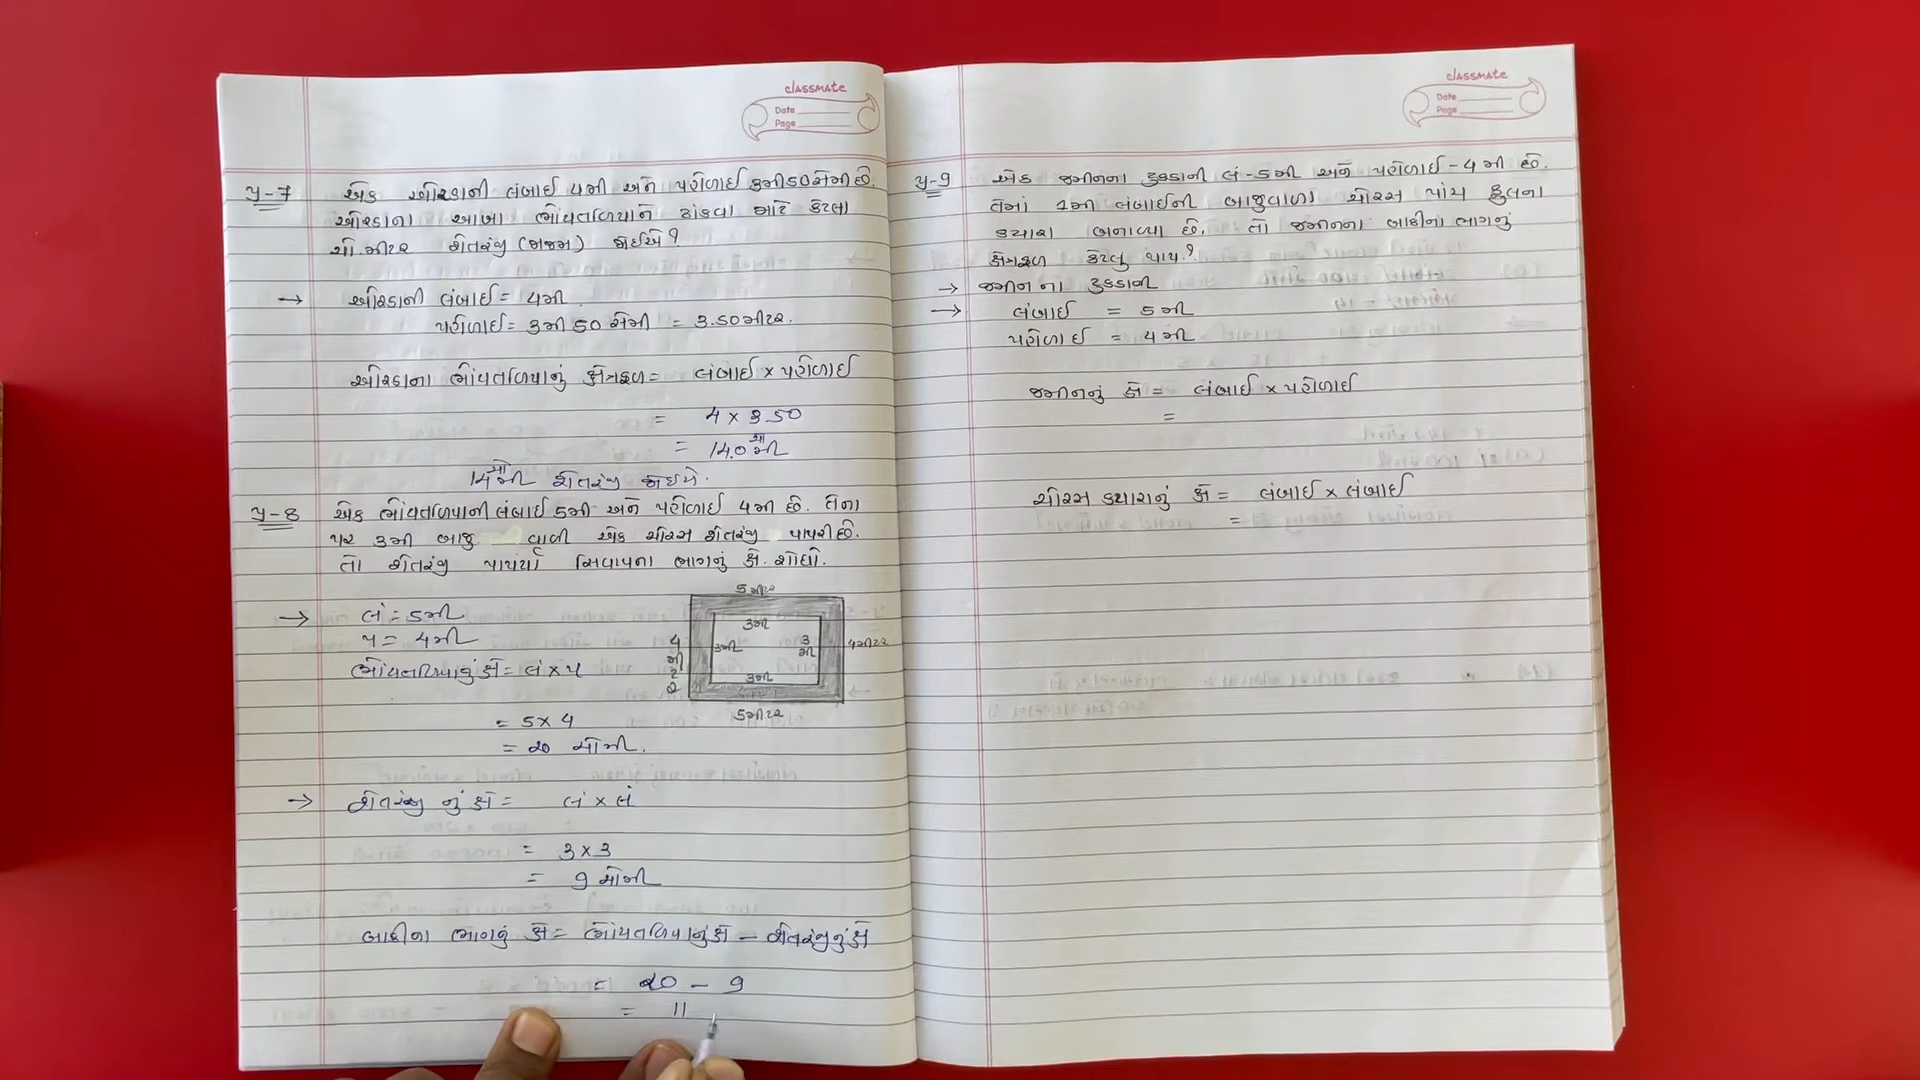 classmate
Date
Page
પ્ર-7 એક ઓરડાની લંબાઈ 4મી અને પહોળાઈ 3મી50સેમી છે.
ઓરડાના આખા ભોંયતળિયાને ઢાંકવા માટે કેટલા
ચો.મીટર શેતરંજી (જાજમ) જોઈએ?
→ ઓરડાની લંબાઈ = 4મી.
પહોળાઈ = 3મી 50 સેમી = 3.50મીટર.
ઓરડાના ભોંયતળિયાનું ક્ષેત્રફળ = લંબાઈ × પહોળાઈ
= 4 × 3.50
= 14.0 ચોમી
14 ચોમી શેતરંજી જોઈએ.
પ્ર-8 એક ભોંયતળિયાની લંબાઈ 5મી અને પહોળાઈ 4મી છે. તેના
પર 3મી બાજુ વાળી એક ચોરસ શેતરંજી પાથરી છે.
તો શેતરંજી પાથર્યા સિવાયના ભાગનું ક્ષે. શોધો.
5મીટર
→ લં = 5મી
3મી
પ = 4મી
4મીટર 3મી 3મી 4મીટર
ભોંયતળિયાનું ક્ષે = લં × પ
3મી
5મીટર
= 5 × 4
= 20 ચોમી.
→ શેતરંજી નું ક્ષે = લં × લં
= 3 × 3
= 9 ચોમી
બાકીના ભાગનું ક્ષે = ભોંયતળિયાનું ક્ષે – શેતરંજીનું ક્ષે
= 20 – 9
= 11
classmate
Date
Page
પ્ર-9 એક જમીનના ટુકડાની લં-5મી અને પહોળાઈ-4મી છે.
તેમાં 1મી લંબાઈની બાજુવાળા ચોરસ પાંચ ફુલના
ક્યારા બનાવ્યા છે. તો જમીનના બાકીના ભાગનું
ક્ષેત્રફળ કેટલું થાય.?
→ જમીન ના ટુકડાની
→ લંબાઈ = 5મી
પહોળાઈ = 4મી
જમીનનું ક્ષે = લંબાઈ × પહોળાઈ
=
ચોરસ ક્યારાનું ક્ષે = લંબાઈ × લંબાઈ
=